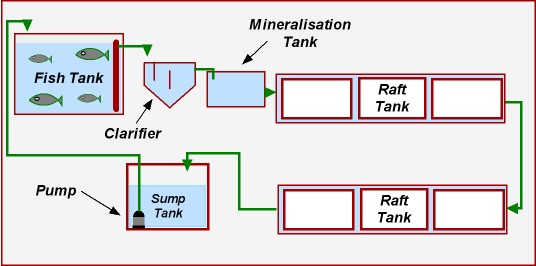 Mineralisation
Tank
Fish Tank
Raft
Tank
Clarifier
Pump
Sump
Tank
Raft
Tank